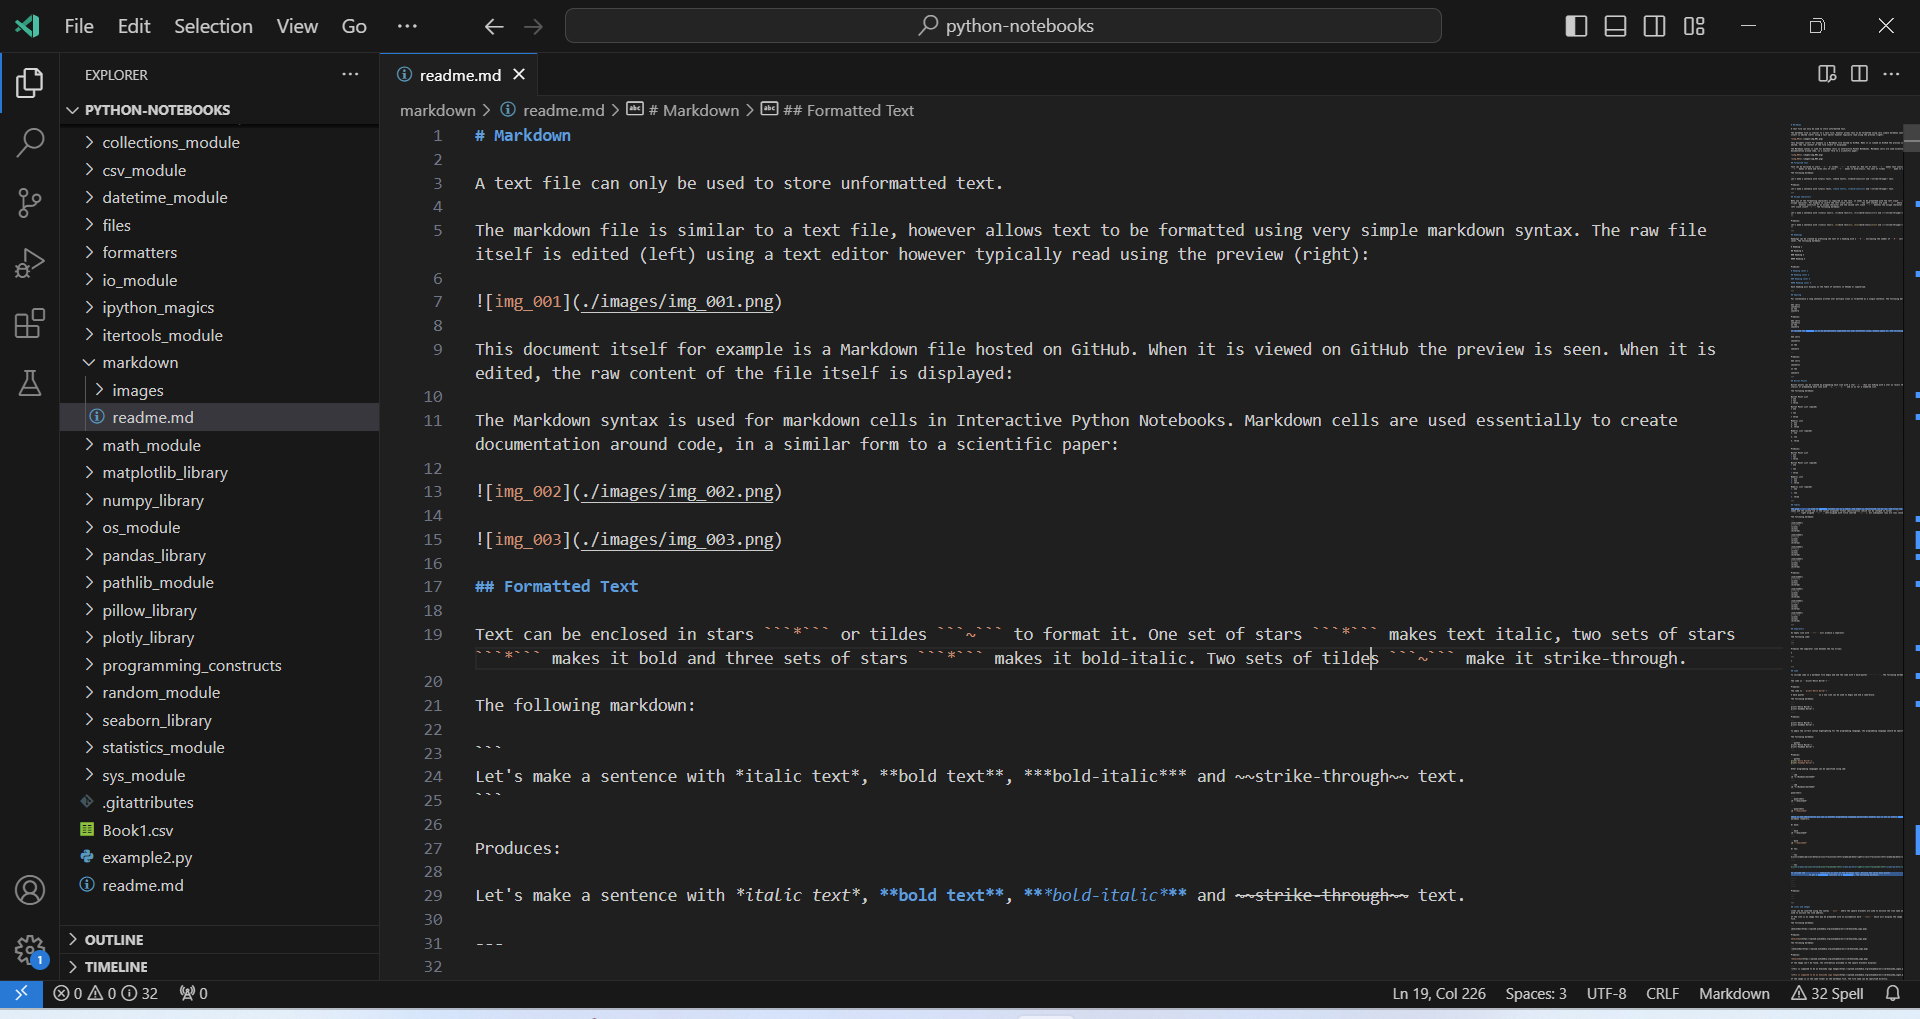 File Edit Selection View Go ··· python-notebooks
EXPLORER ···
PYTHON-NOTEBOOKS
collections_module
csv_module
datetime_module
files
formatters
io_module
ipython_magics
itertools_module
markdown
images
readme.md
math_module
matplotlib_library
numpy_library
os_module
pandas_library
pathlib_module
pillow_library
plotly_library
programming_constructs
random_module
seaborn_library
statistics_module
sys_module
.gitattributes
Book1.csv
example2.py
readme.md
OUTLINE
TIMELINE
1
readme.md
markdown > readme.md > # Markdown > ## Formatted Text
1 # Markdown
2
3 A text file can only be used to store unformatted text.
4
5 The markdown file is similar to a text file, however allows text to be formatted using very simple markdown syntax. The raw file
itself is edited (left) using a text editor however typically read using the preview (right):
6
7 ![img_001](./images/img_001.png)
8
9 This document itself for example is a Markdown file hosted on GitHub. When it is viewed on GitHub the preview is seen. When it is
edited, the raw content of the file itself is displayed:
10
11 The Markdown syntax is used for markdown cells in Interactive Python Notebooks. Markdown cells are used essentially to create
documentation around code, in a similar form to a scientific paper:
12
13 ![img_002](./images/img_002.png)
14
15 ![img_003](./images/img_003.png)
16
17 ## Formatted Text
18
19 Text can be enclosed in stars ```*``` or tildes ```~``` to format it. One set of stars ```*``` makes text italic, two sets of stars
```*``` makes it bold and three sets of stars ```*``` makes it bold-italic. Two sets of tildes ```~``` make it strike-through.
20
21 The following markdown:
22
23 ```
24 Let's make a sentence with *italic text*, **bold text**, ***bold-italic*** and ~~strike-through~~ text.
25 ```
26
27 Produces:
28
29 Let's make a sentence with *italic text*, **bold text**, ***bold-italic*** and ~~strike-through~~ text.
30
31 ---
32
0 0 32 0 Ln 19, Col 226 Spaces: 3 UTF-8 CRLF Markdown 32 Spell